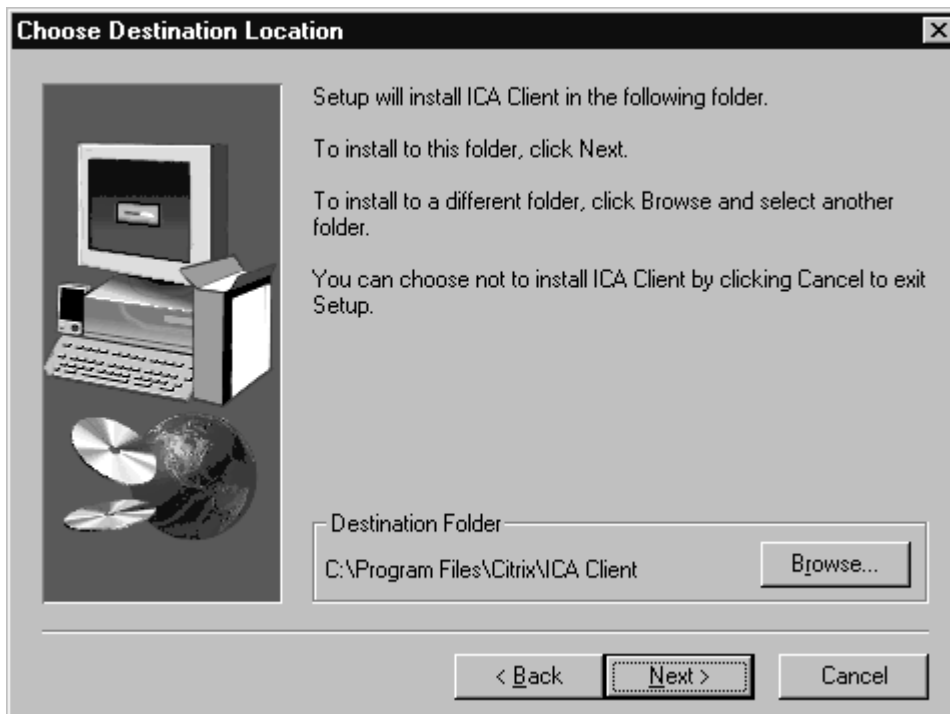 Choose Destination Location
Setup will install ICA Client in the following folder.
To install to this folder, click Next.
To install to a different folder, click Browse and select another
folder.
You can choose not to install ICA Client by clicking Cancel to exit
Setup.
Destination Folder
C:\Program Files\Citrix\ICA Client
Browse...
< Back
Next >
Cancel